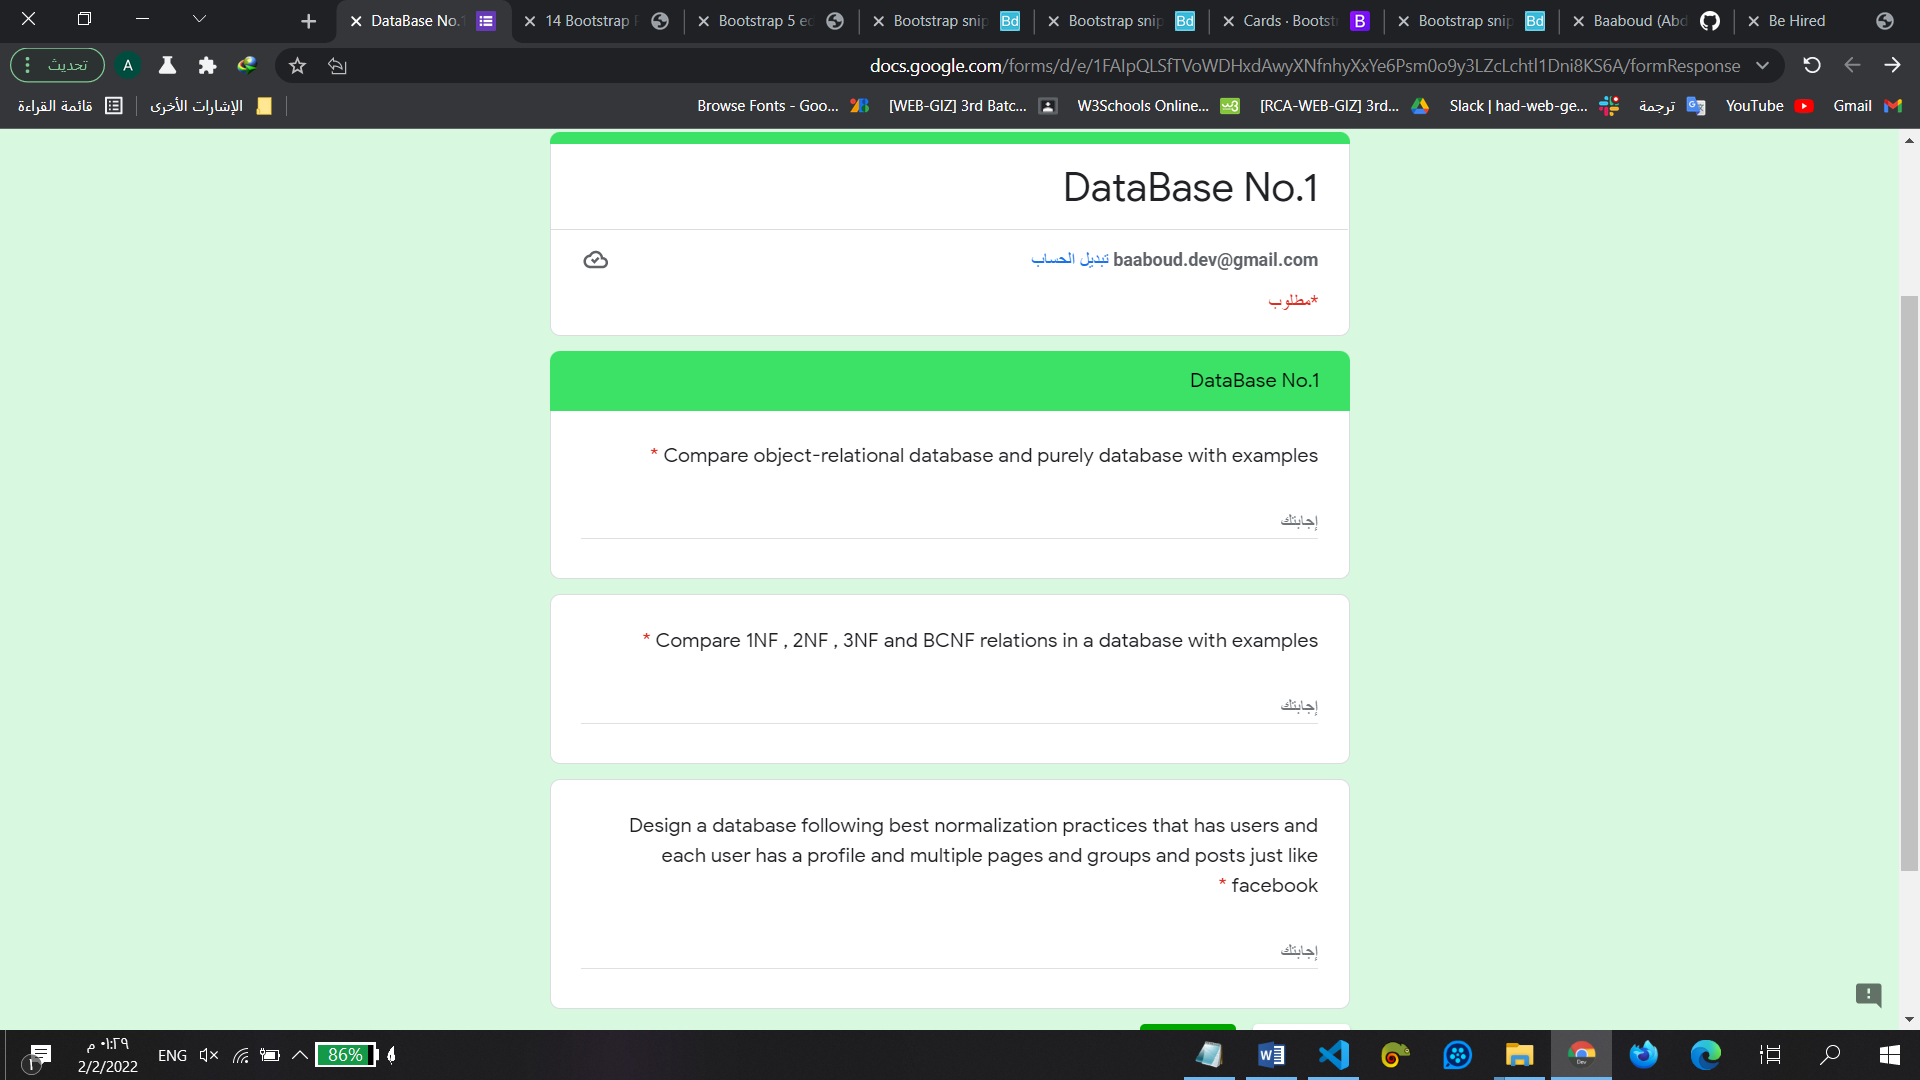 DataBase No.1
14 Bootstrap
Bootstrap 5
Bootstrap snip
Bootstrap snip
Cards · Bootst
Bootstrap snip
Baaboud (Abd
Be Hired
تحديث
A
docs.google.com/forms/d/e/1FAIpQLSfTVoWDHxdAwyXNfnhyXxYe6Psm0o9y3LZcLchtl1Dni8KS6A/formResponse
قائمة القراءة
الإشارات الأخرى
Browse Fonts - Goo...
[WEB-GIZ] 3rd Batc...
W3Schools Online...
[RCA-WEB-GIZ] 3rd...
Slack | had-web-ge...
ترجمة
YouTube
Gmail
DataBase No.1
baaboud.dev@gmail.com تبديل الحساب
*مطلوب
DataBase No.1
* Compare object-relational database and purely database with examples
إجابتك
* Compare 1NF , 2NF , 3NF and BCNF relations in a database with examples
إجابتك
Design a database following best normalization practices that has users and
each user has a profile and multiple pages and groups and posts just like
* facebook
إجابتك
٠١:٢٩ م
2/2/2022
ENG
86%